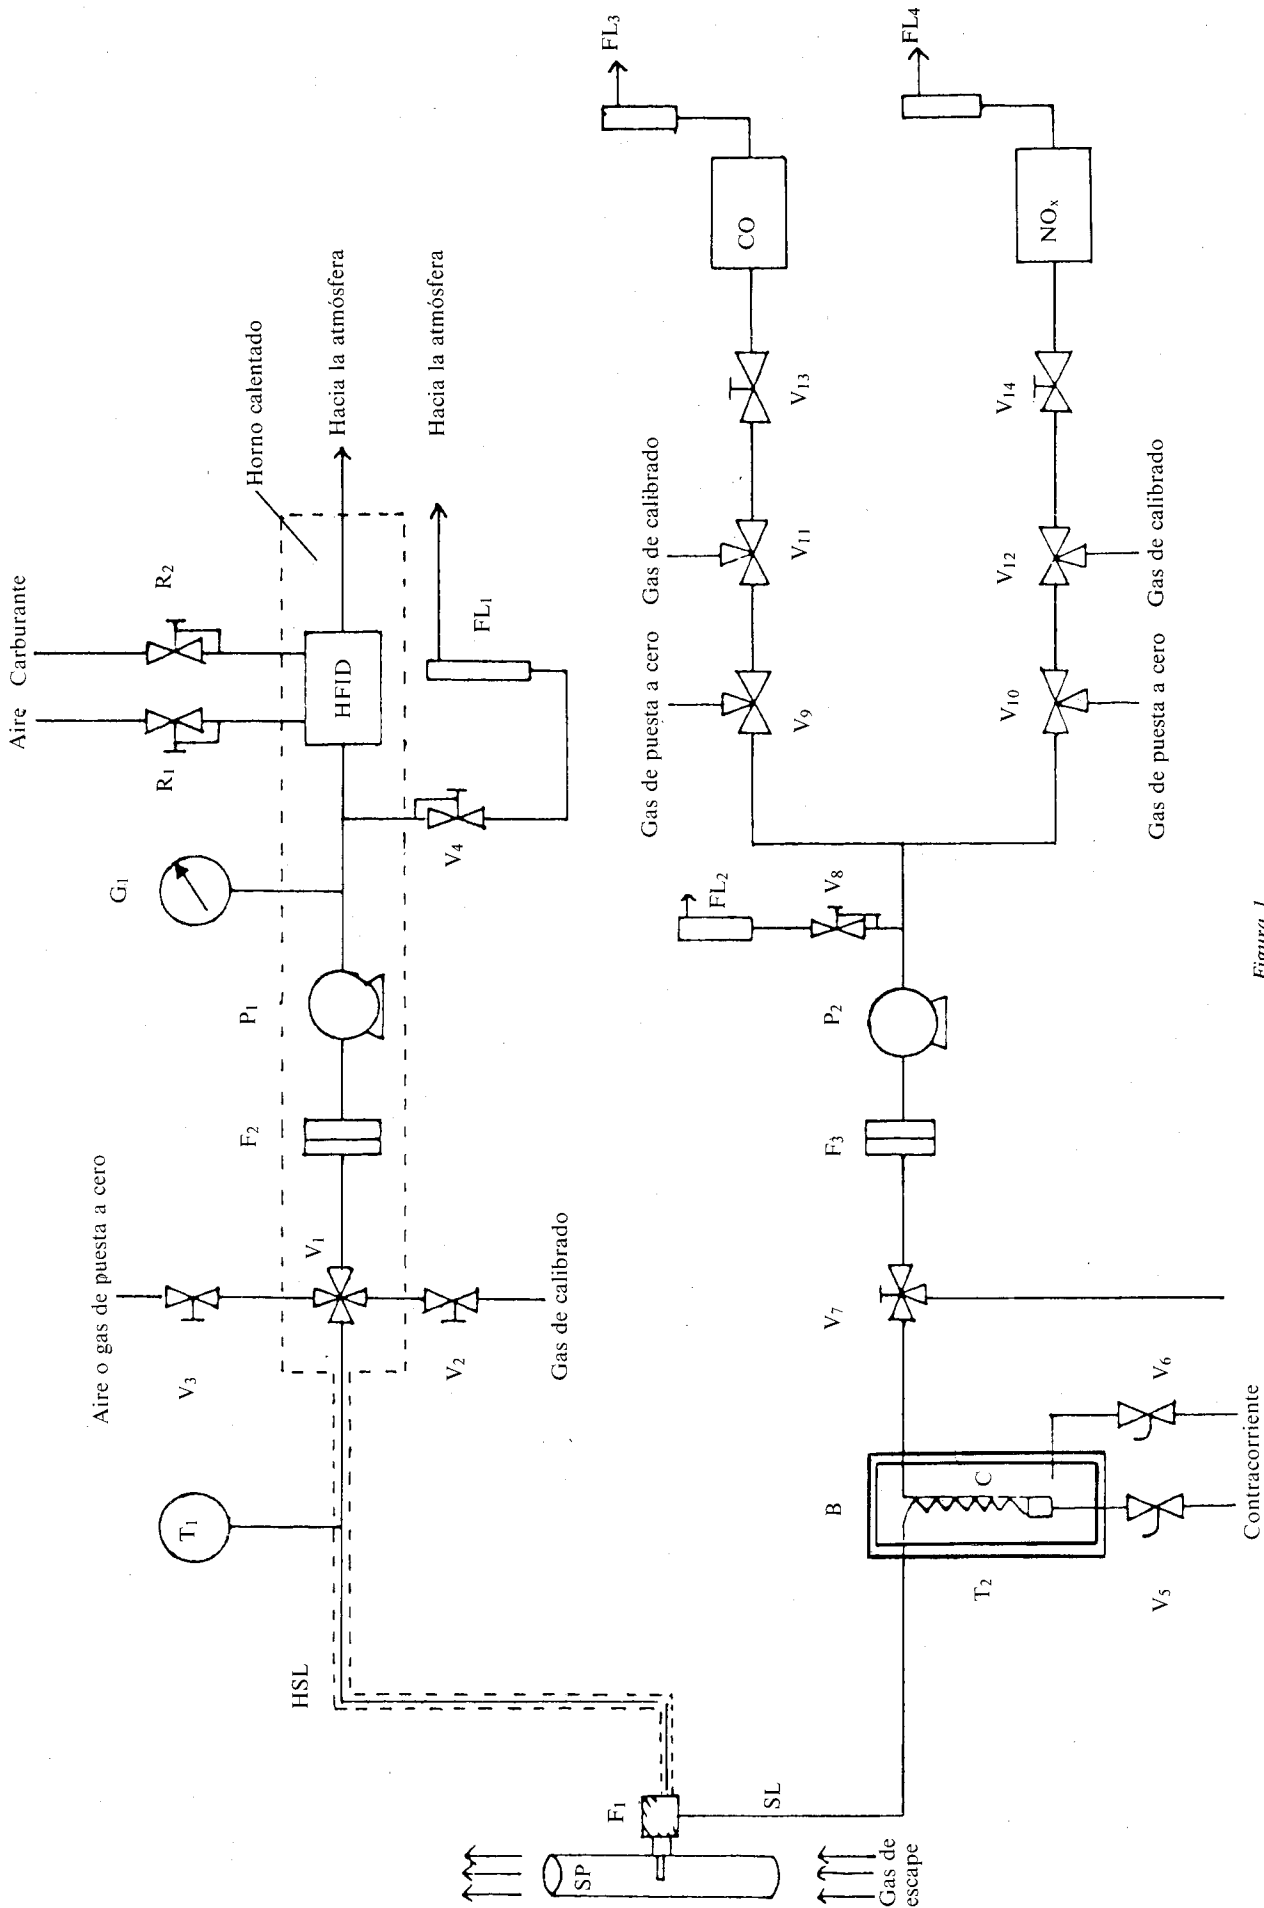 Aire
Carburante
R1
R2
Horno calentado
Hacia la atmósfera
Hacia la atmósfera
HFID
G1
V4
FL1
P1
F2
V1
Aire o gas de puesta a cero
V3
V2
Gas de calibrado
T1
HSL
F1
SP
Gas de
escape
SL
FL3
FL4
CO
NOx
V13
V14
Gas de calibrado
V11
V12
Gas de calibrado
Gas de puesta a cero
V9
V10
Gas de puesta a cero
FL2
V8
P2
F3
V7
B
C
T2
V6
V5
Contracorriente
Figura 1